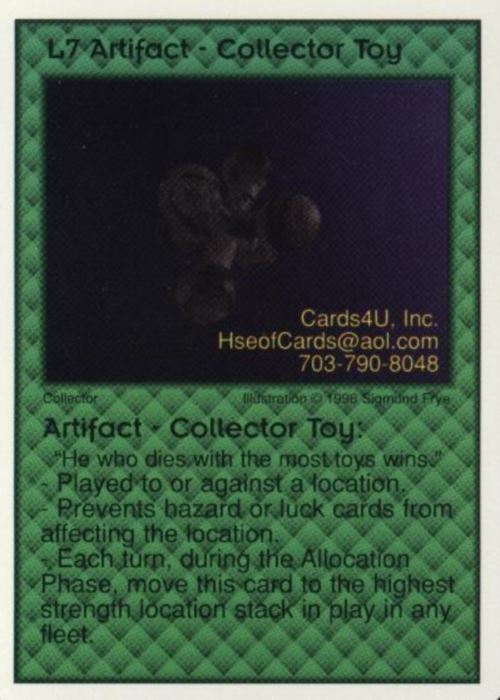 L7 Artifact - Collector Toy
Cards4U, Inc.
HseofCards@aol.com
703-790-8048
Collector
Illustration © 1996 Sigmund Frye
Artifact - Collector Toy:
"He who dies with the most toys wins."
- Played to or against a location.
- Prevents hazard or luck cards from
affecting the location.
- Each turn, during the Allocation
Phase, move this card to the highest
strength location stack in play in any
fleet.